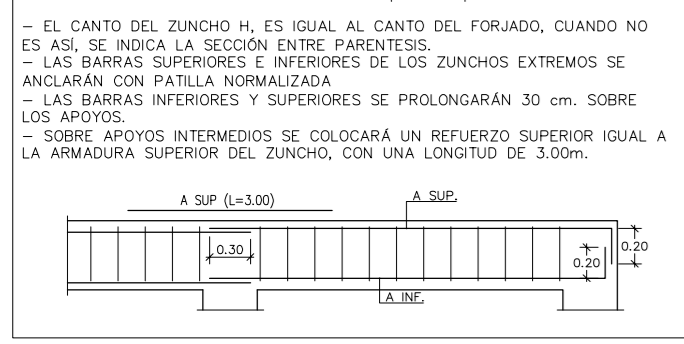 – EL CANTO DEL ZUNCHO H, ES IGUAL AL CANTO DEL FORJADO, CUANDO NO
ES ASÍ, SE INDICA LA SECCIÓN ENTRE PARENTESIS.
– LAS BARRAS SUPERIORES E INFERIORES DE LOS ZUNCHOS EXTREMOS SE
ANCLARÁN CON PATILLA NORMALIZADA
– LAS BARRAS INFERIORES Y SUPERIORES SE PROLONGARÁN 30 cm. SOBRE
LOS APOYOS.
– SOBRE APOYOS INTERMEDIOS SE COLOCARÁ UN REFUERZO SUPERIOR IGUAL A
LA ARMADURA SUPERIOR DEL ZUNCHO, CON UNA LONGITUD DE 3.00m.
A SUP (L=3.00)
A SUP.
0.30
0.20
0.20
A INF.